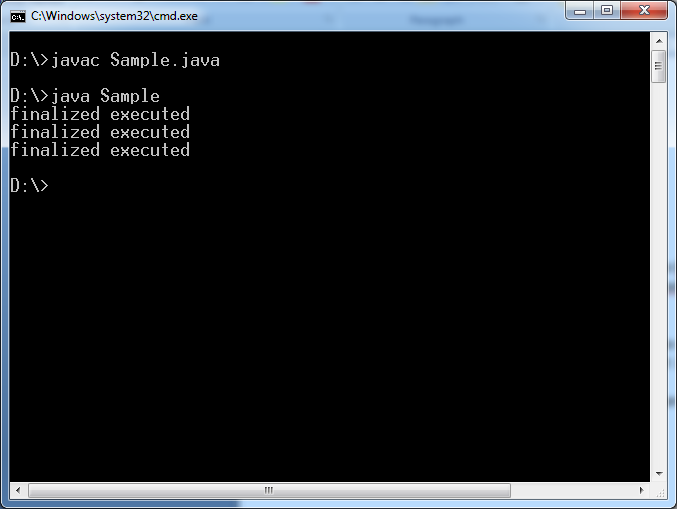 C:\Windows\system32\cmd.exe
D:\>javac Sample.java
D:\>java Sample
finalized executed
finalized executed
finalized executed
D:\>